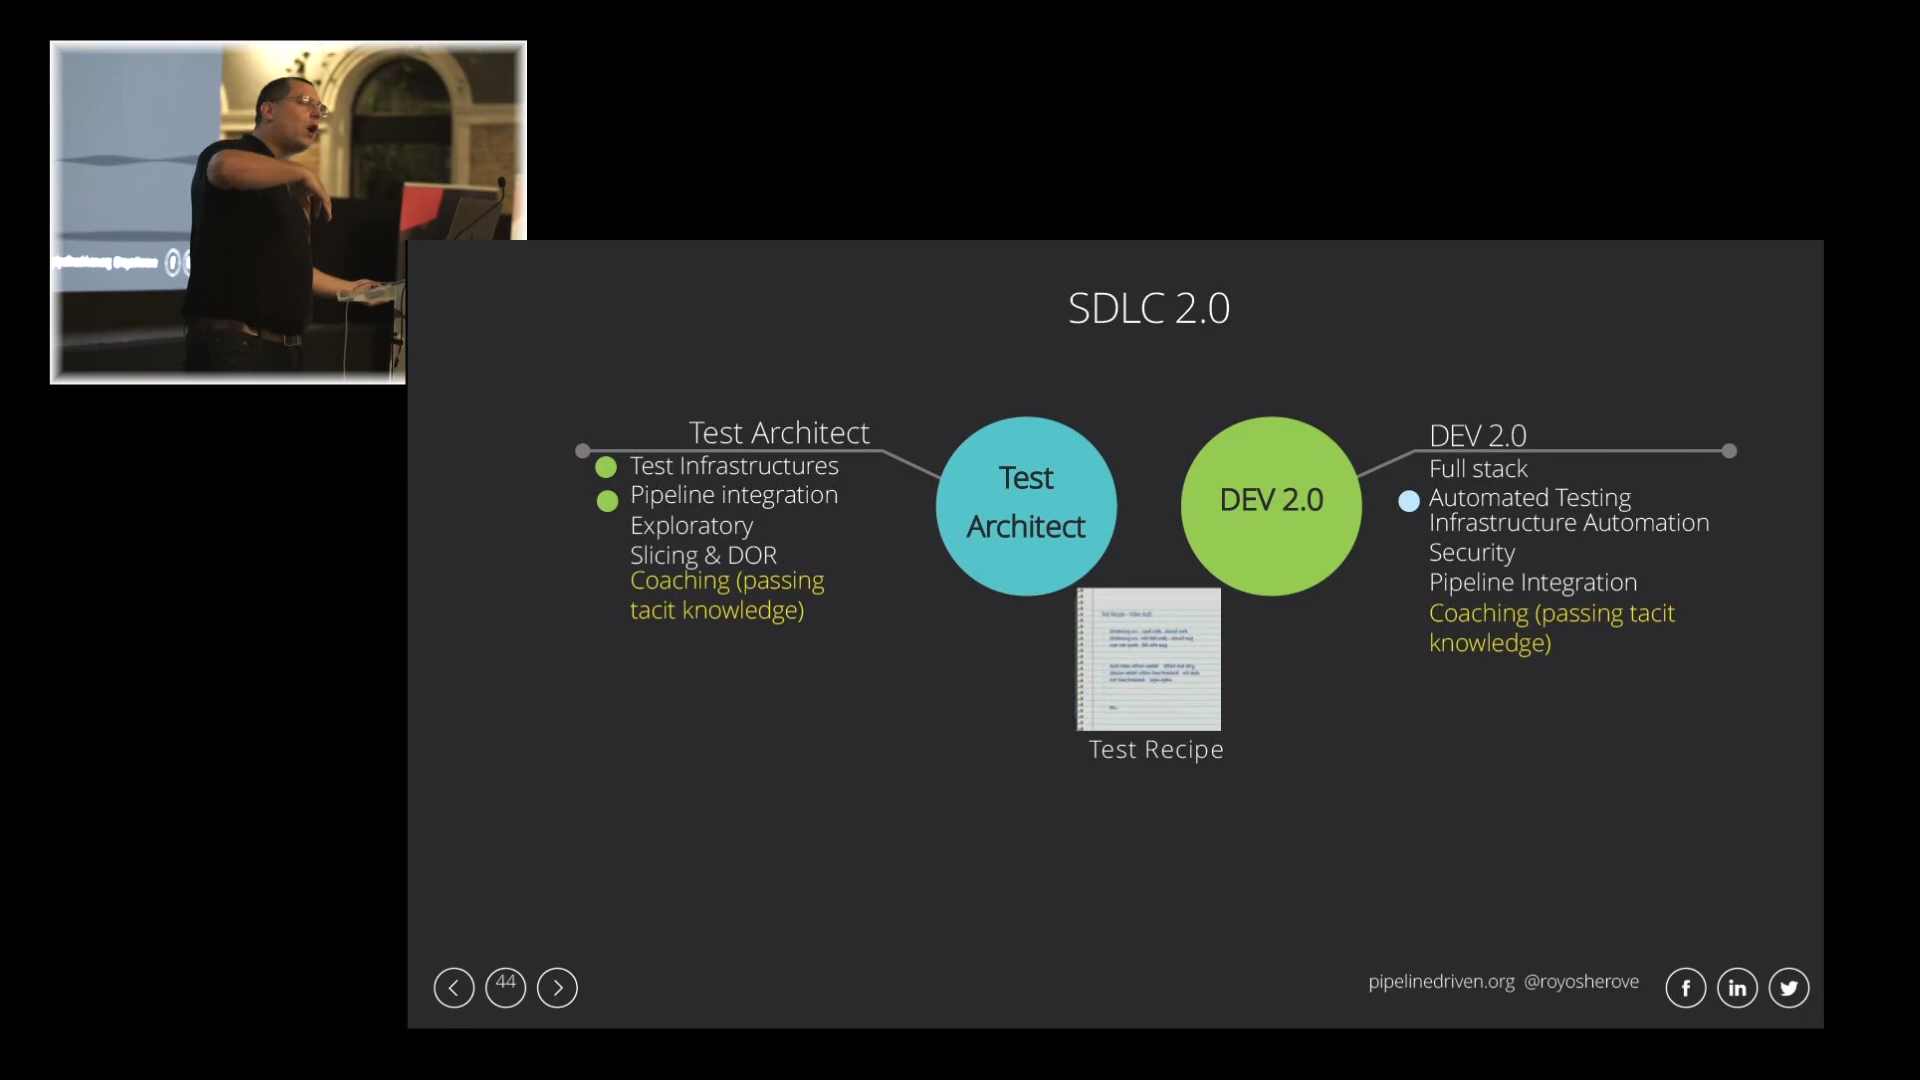 SDLC 2.0
Test Architect
Test Infrastructures
Pipeline integration
Exploratory
Slicing & DOR
Coaching (passing
tacit knowledge)
Test
Architect
DEV 2.0
DEV 2.0
Full stack
Automated Testing
Infrastructure Automation
Security
Pipeline Integration
Coaching (passing tacit
knowledge)
Test Recipe
44
pipelinedriven.org @royosherove
f
in